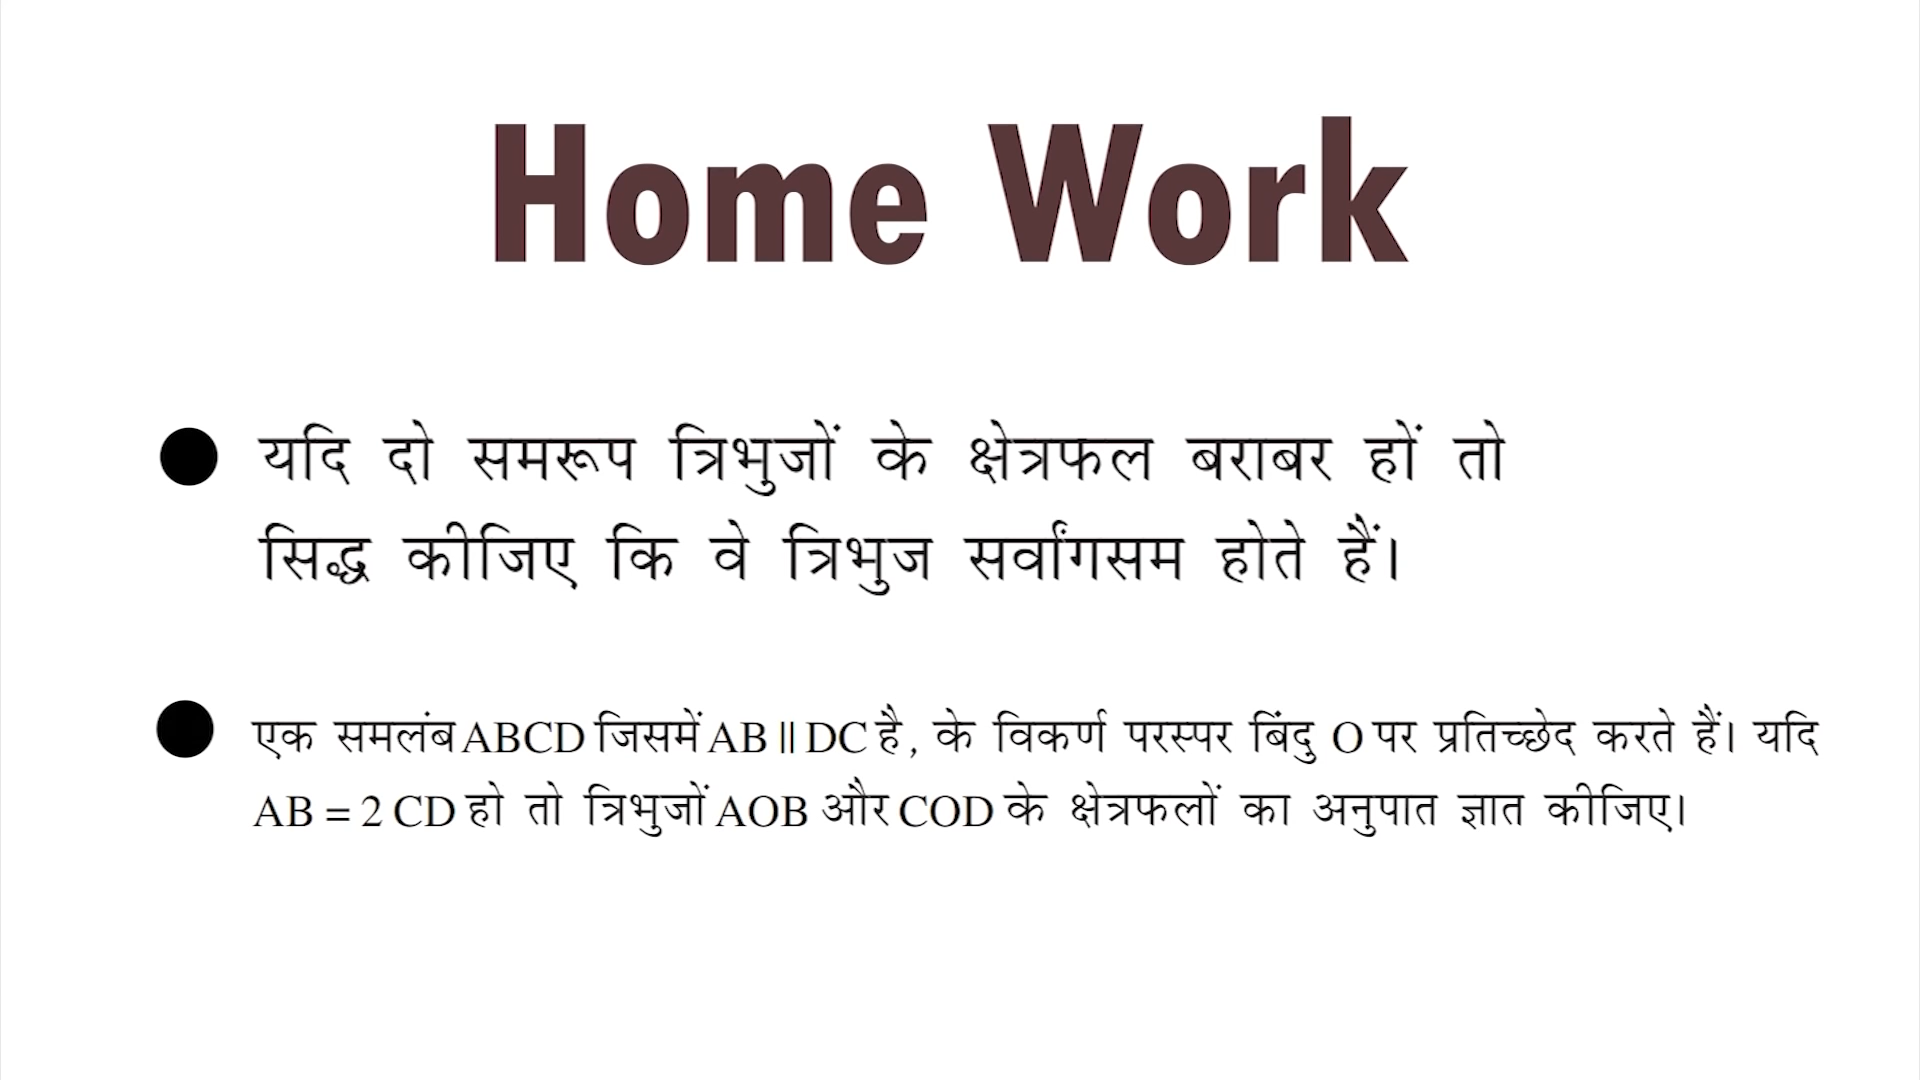 Home Work
यदि दो समरूप त्रिभुजों के क्षेत्रफल बराबर हों तो
सिद्ध कीजिए कि वे त्रिभुज सर्वांगसम होते हैं।
एक समलंब ABCD जिसमें AB || DC है, के विकर्ण परस्पर बिंदु O पर प्रतिच्छेद करते हैं। यदि
AB = 2 CD हो तो त्रिभुजों AOB और COD के क्षेत्रफलों का अनुपात ज्ञात कीजिए।